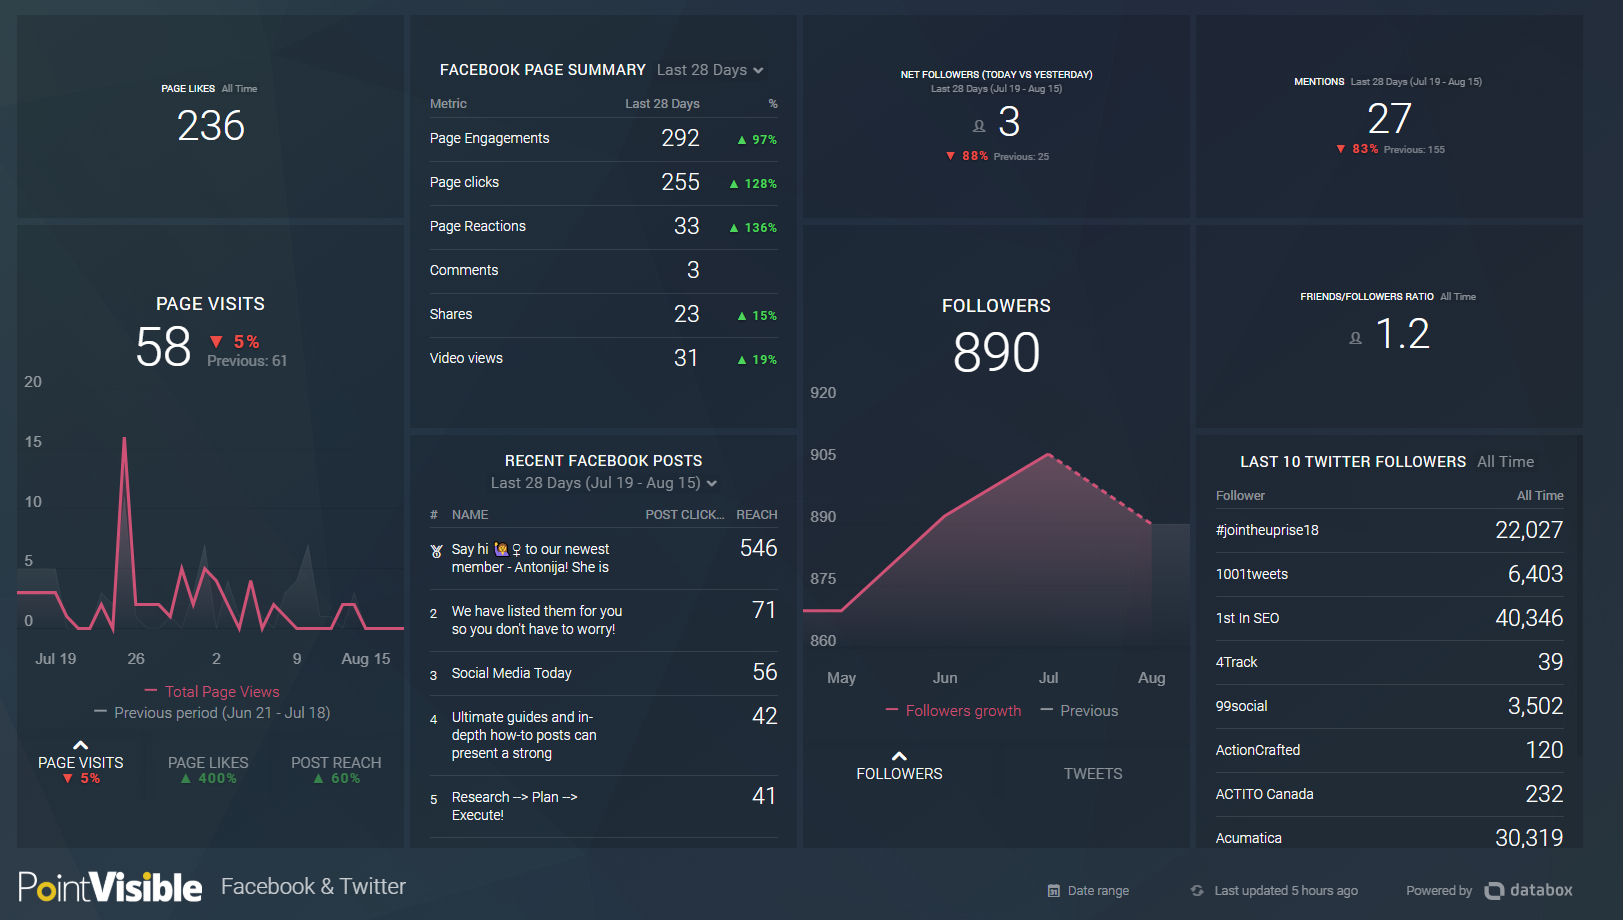 PAGE LIKES All Time
236
FACEBOOK PAGE SUMMARY Last 28 Days
Metric Last 28 Days %
Page Engagements 292 ▲ 97%
Page clicks 255 ▲ 128%
Page Reactions 33 ▲ 136%
Comments 3
Shares 23 ▲ 15%
Video views 31 ▲ 19%
NET FOLLOWERS (TODAY VS YESTERDAY)
Last 28 Days (Jul 19 - Aug 15)
3
▼ 88% Previous: 25
MENTIONS Last 28 Days (Jul 19 - Aug 15)
27
▼ 83% Previous: 155
PAGE VISITS
58 ▼ 5%
Previous: 61
20
15
10
5
0
Jul 19 26 2 9 Aug 15
Total Page Views
Previous period (Jun 21 - Jul 18)
PAGE VISITS PAGE LIKES POST REACH
▼ 5% ▲ 400% ▲ 60%
RECENT FACEBOOK POSTS
Last 28 Days (Jul 19 - Aug 15)
# NAME POST CLICK... REACH
Say hi 🙋♀ to our newest 546
member - Antonija! She is
2 We have listed them for you 71
so you don't have to worry!
3 Social Media Today 56
4 Ultimate guides and in- 42
depth how-to posts can
present a strong
5 Research --> Plan --> 41
Execute!
FOLLOWERS
890
920
905
890
875
860
May Jun Jul Aug
Followers growth Previous
FOLLOWERS TWEETS
FRIENDS/FOLLOWERS RATIO All Time
1.2
LAST 10 TWITTER FOLLOWERS All Time
Follower All Time
#jointheuprise18 22,027
1001tweets 6,403
1st In SEO 40,346
4Track 39
99social 3,502
ActionCrafted 120
ACTITO Canada 232
Acumatica 30,319
PointVisible Facebook & Twitter
Date range Last updated 5 hours ago Powered by databox